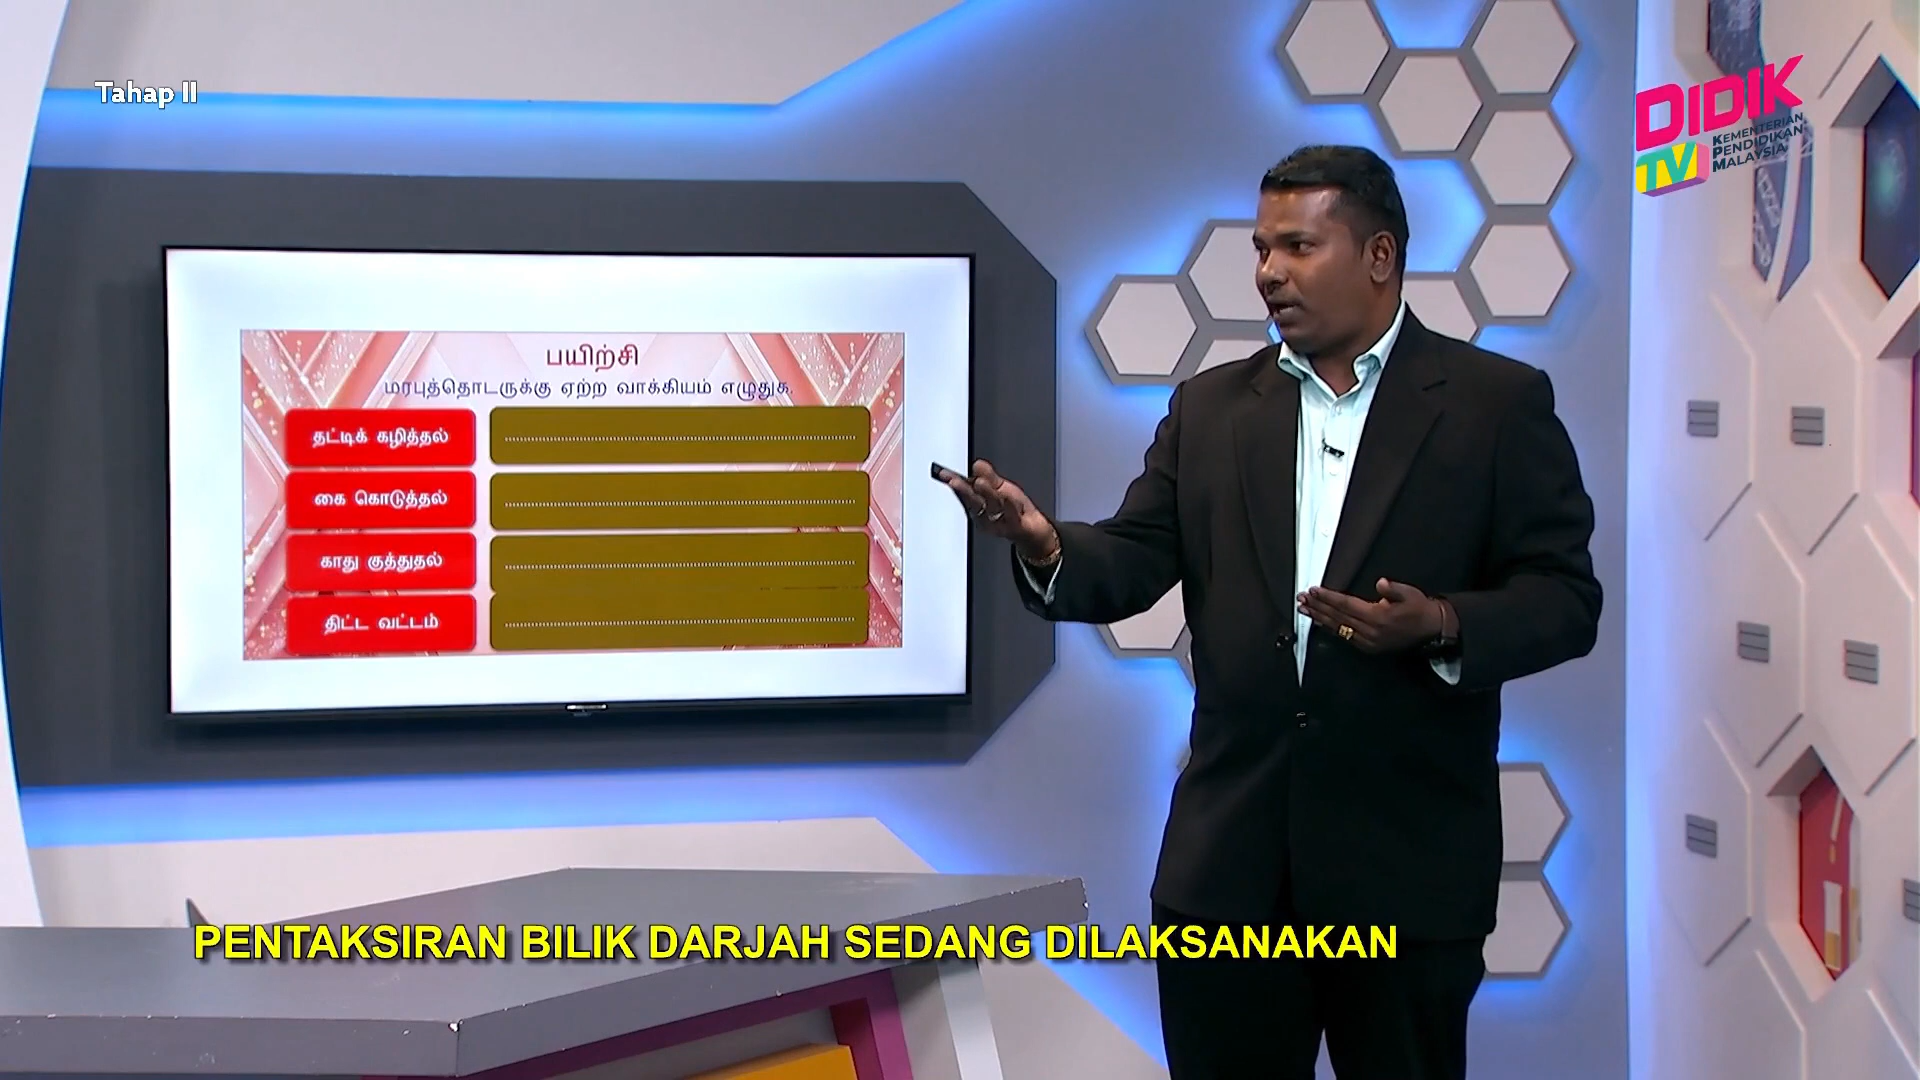 Tahap II
DIDIK
TV
KEMENTERIAN
PENDIDIKAN
MALAYSIA
பயிற்சி
மரபுத்தொடருக்கு ஏற்ற வாக்கியம் எழுதுக.
தட்டிக் கழித்தல்
கை கொடுத்தல்
காது குத்துதல்
திட்ட வட்டம்
PENTAKSIRAN BILIK DARJAH SEDANG DILAKSANAKAN